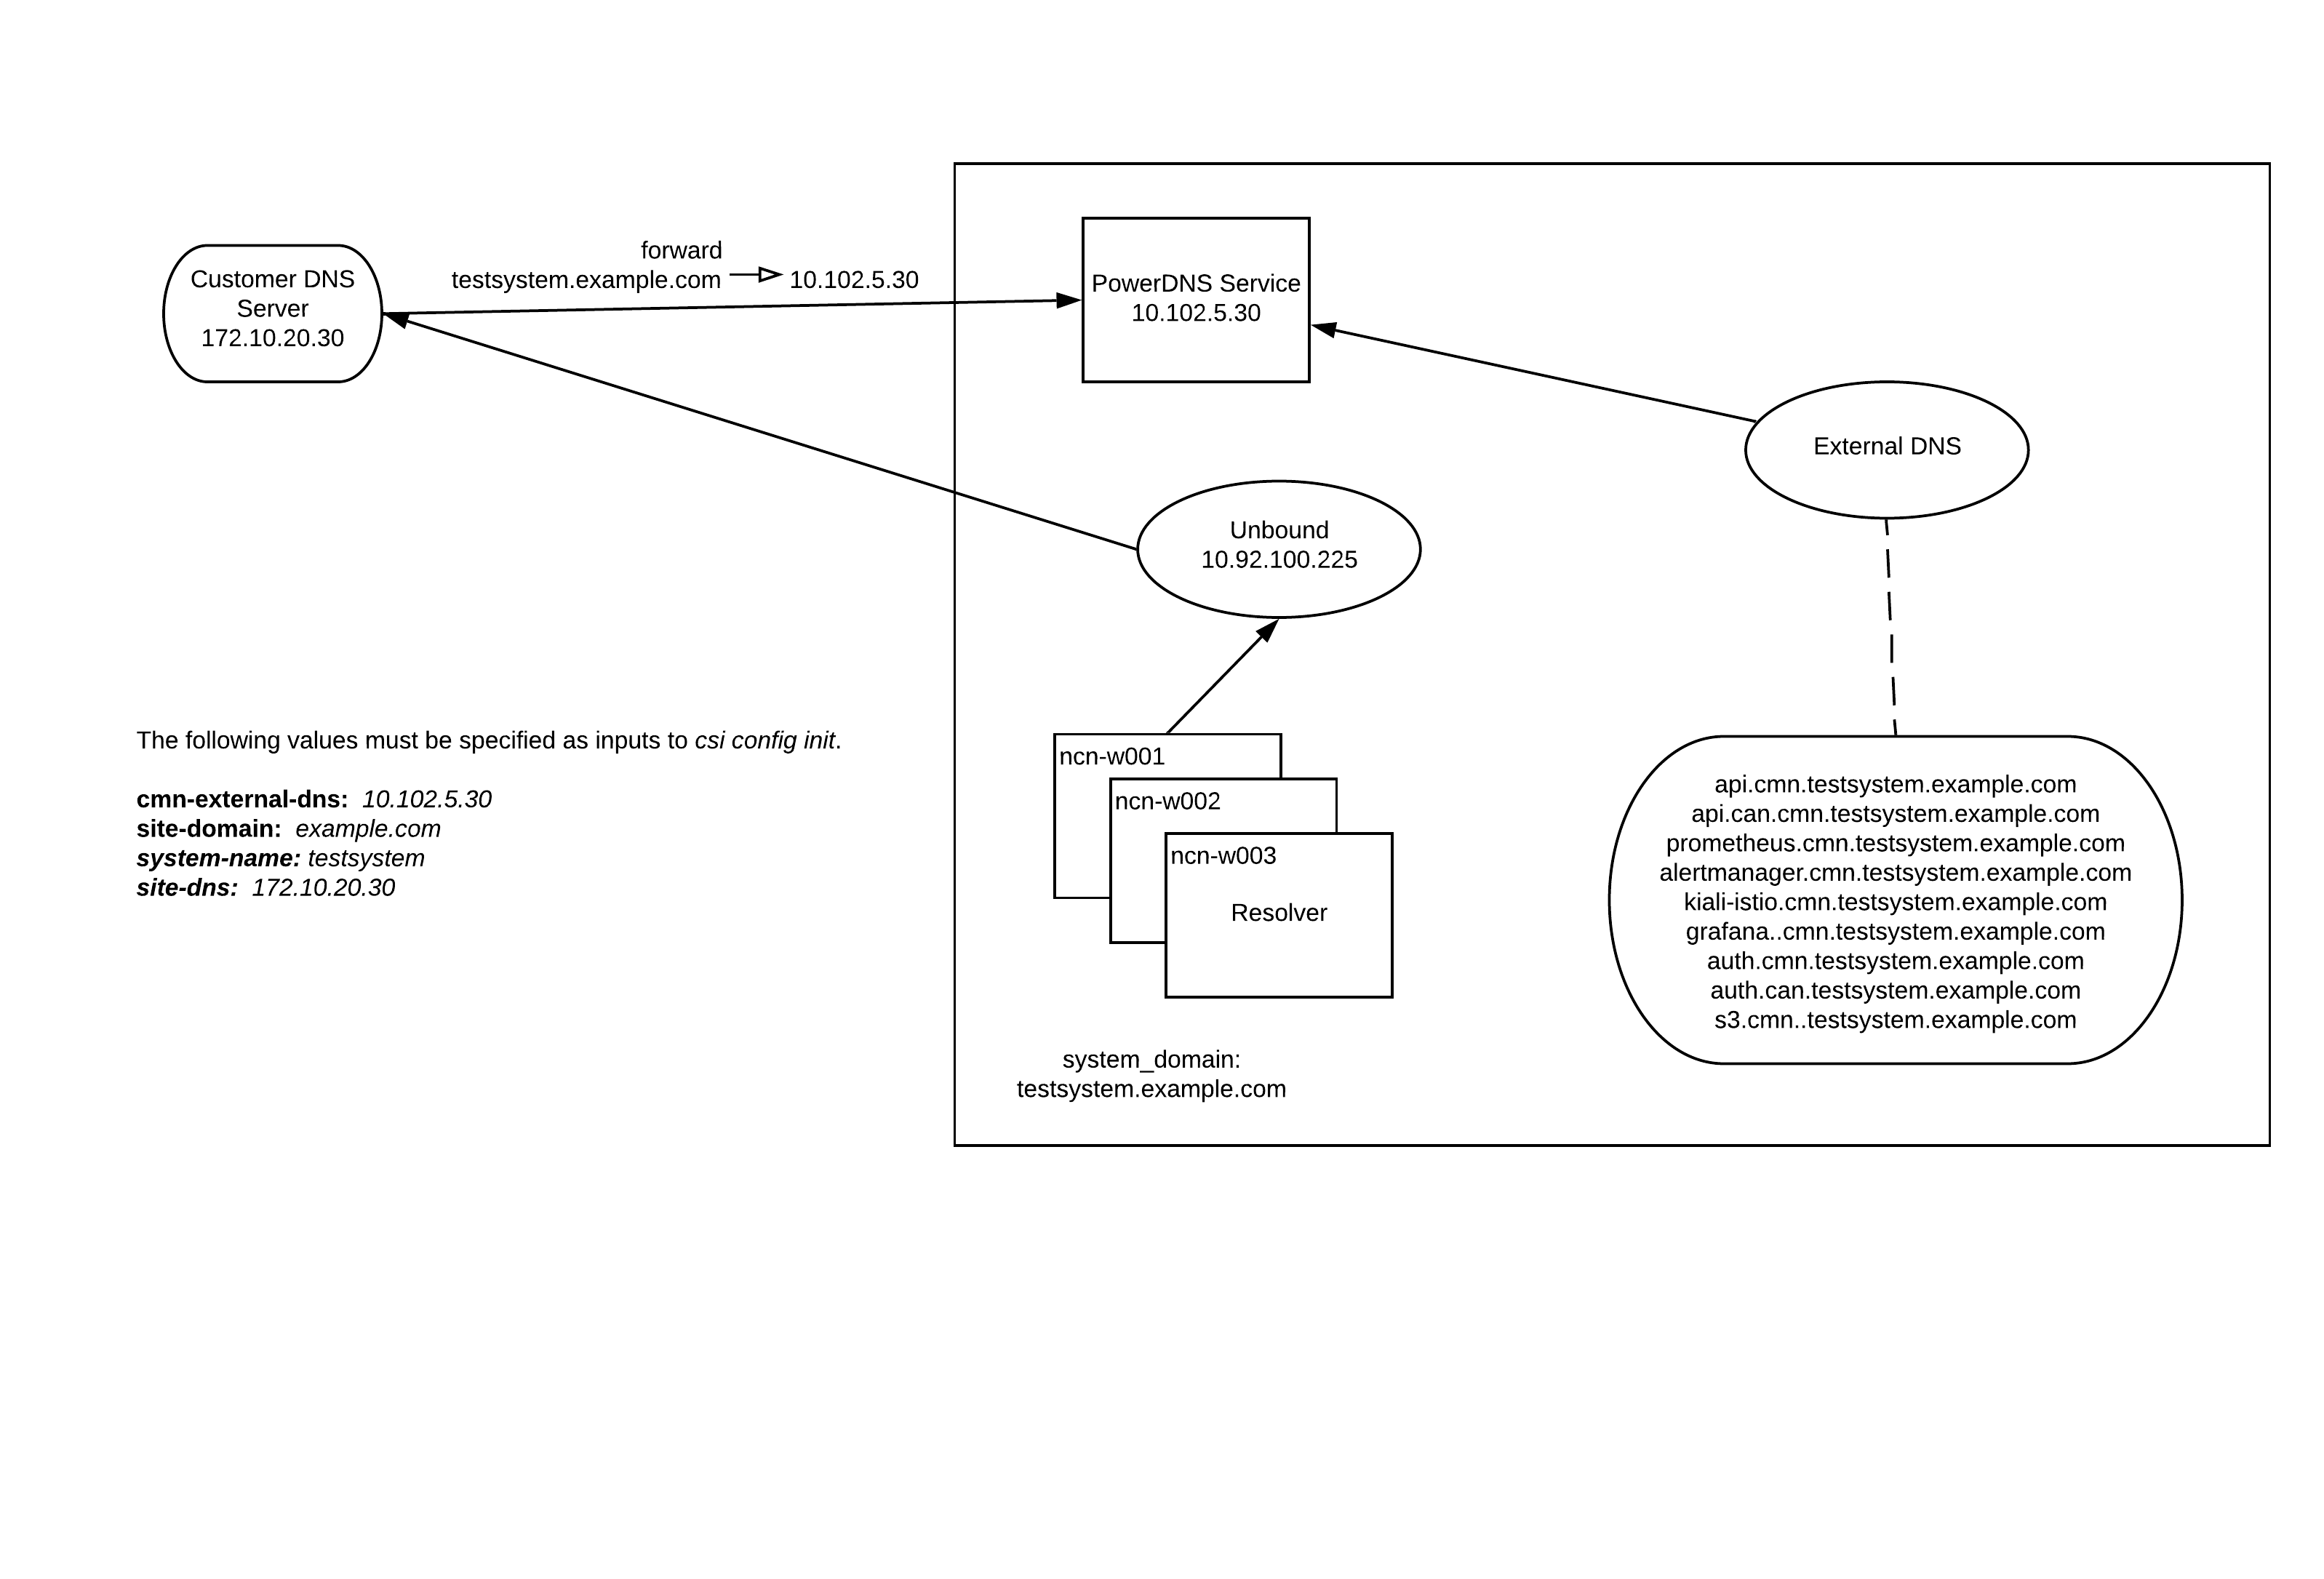 forward
testsystem.example.com
10.102.5.30
Customer DNS
Server
172.10.20.30
PowerDNS Service
10.102.5.30
External DNS
Unbound
10.92.100.225
The following values must be specified as inputs to csi config init.
cmn-external-dns: 10.102.5.30
site-domain: example.com
system-name: testsystem
site-dns: 172.10.20.30
ncn-w001
ncn-w002
ncn-w003
Resolver
system_domain:
testsystem.example.com
api.cmn.testsystem.example.com
api.can.cmn.testsystem.example.com
prometheus.cmn.testsystem.example.com
alertmanager.cmn.testsystem.example.com
kiali-istio.cmn.testsystem.example.com
grafana..cmn.testsystem.example.com
auth.cmn.testsystem.example.com
auth.can.testsystem.example.com
s3.cmn..testsystem.example.com